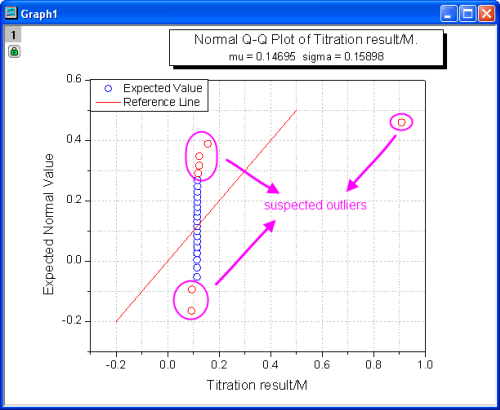 Graph1
1
Normal Q-Q Plot of Titration result/M.
mu = 0.14695 sigma = 0.15898
0.6
Expected Value
Reference Line
0.4
0.2
0.0
-0.2
Expected Normal Value
suspected outliers
-0.2 0.0 0.2 0.4 0.6 0.8 1.0
Titration result/M